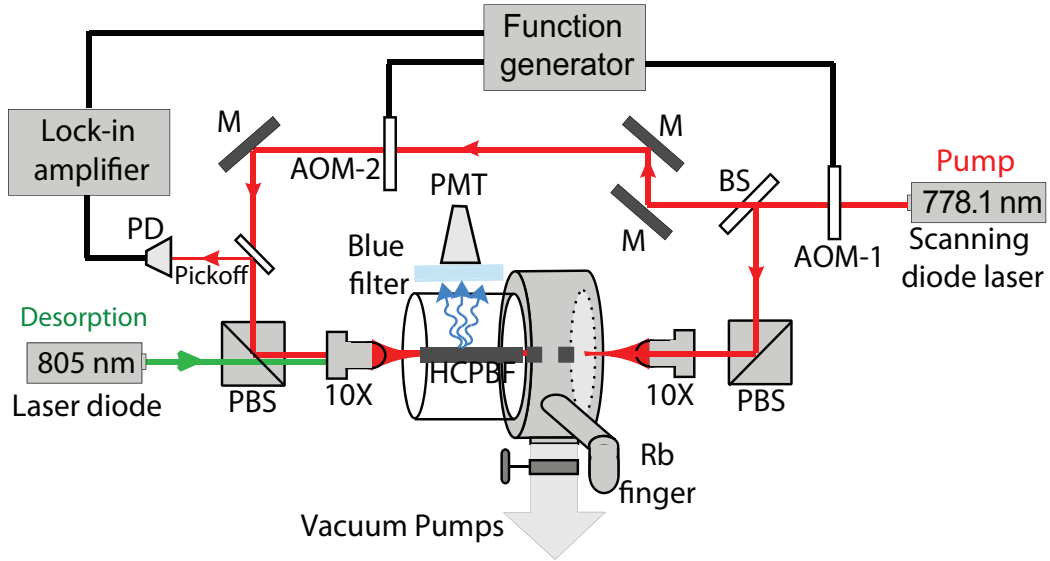 Function
generator
Lock-in
amplifier
M
M
AOM-2
PMT
BS
Pump
778.1 nm
Scanning
diode laser
PD
Pickoff
Blue
filter
M
AOM-1
Desorption
805 nm
Laser diode
PBS
10X
HCPBF
10X
PBS
Rb
finger
Vacuum Pumps